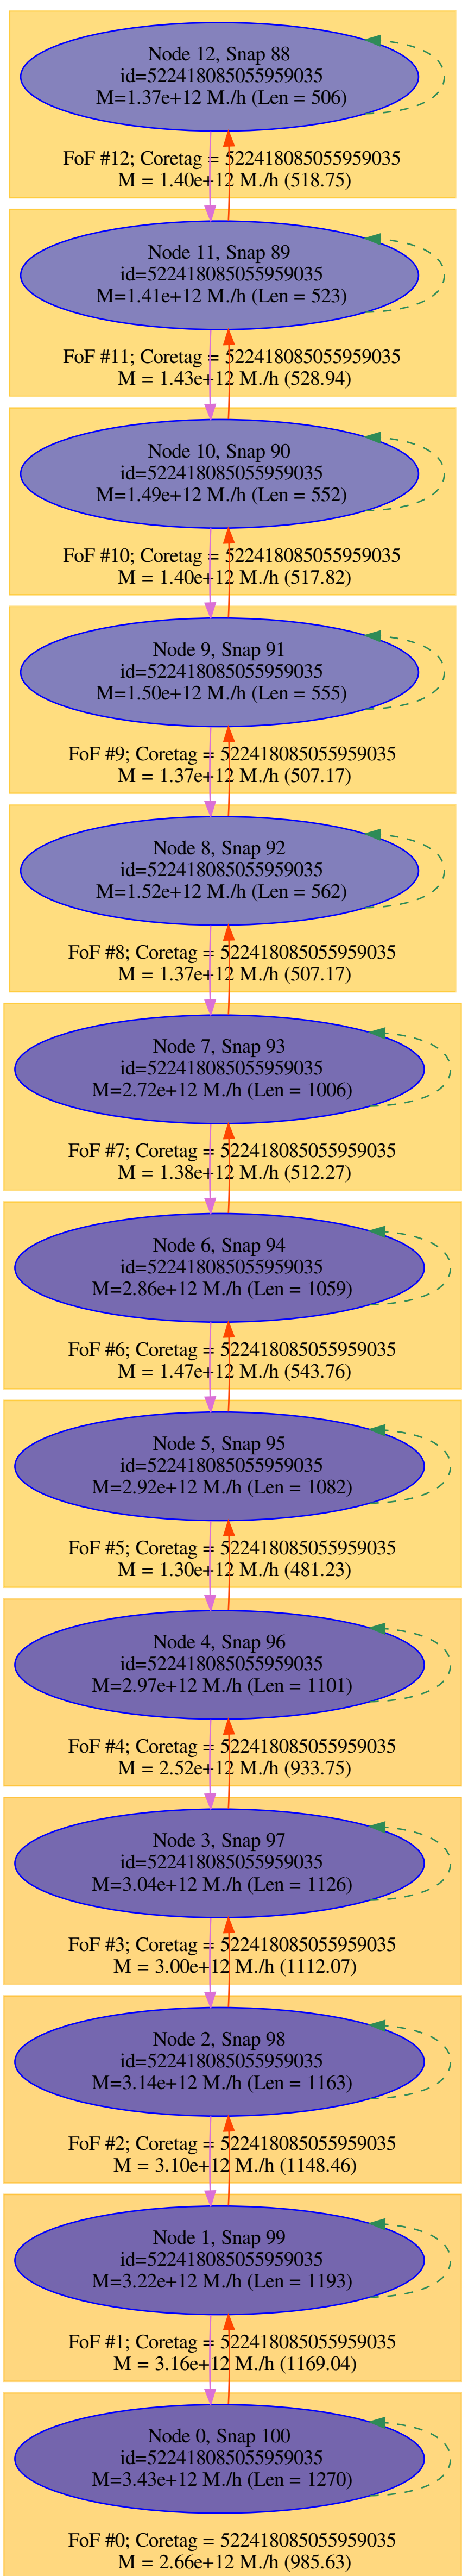 Node 12, Snap 88
id=522418085055959035
M=1.37e+12 M./h (Len = 506)
FoF #12; Coretag = 522418085055959035
M = 1.40e+12 M./h (518.75)
Node 11, Snap 89
id=522418085055959035
M=1.41e+12 M./h (Len = 523)
FoF #11; Coretag = 522418085055959035
M = 1.43e+12 M./h (528.94)
Node 10, Snap 90
id=522418085055959035
M=1.49e+12 M./h (Len = 552)
FoF #10; Coretag = 522418085055959035
M = 1.40e+12 M./h (517.82)
Node 9, Snap 91
id=522418085055959035
M=1.50e+12 M./h (Len = 555)
FoF #9; Coretag = 522418085055959035
M = 1.37e+12 M./h (507.17)
Node 8, Snap 92
id=522418085055959035
M=1.52e+12 M./h (Len = 562)
FoF #8; Coretag = 522418085055959035
M = 1.37e+12 M./h (507.17)
Node 7, Snap 93
id=522418085055959035
M=2.72e+12 M./h (Len = 1006)
FoF #7; Coretag = 522418085055959035
M = 1.38e+12 M./h (512.27)
Node 6, Snap 94
id=522418085055959035
M=2.86e+12 M./h (Len = 1059)
FoF #6; Coretag = 522418085055959035
M = 1.47e+12 M./h (543.76)
Node 5, Snap 95
id=522418085055959035
M=2.92e+12 M./h (Len = 1082)
FoF #5; Coretag = 522418085055959035
M = 1.30e+12 M./h (481.23)
Node 4, Snap 96
id=522418085055959035
M=2.97e+12 M./h (Len = 1101)
FoF #4; Coretag = 522418085055959035
M = 2.52e+12 M./h (933.75)
Node 3, Snap 97
id=522418085055959035
M=3.04e+12 M./h (Len = 1126)
FoF #3; Coretag = 522418085055959035
M = 3.00e+12 M./h (1112.07)
Node 2, Snap 98
id=522418085055959035
M=3.14e+12 M./h (Len = 1163)
FoF #2; Coretag = 522418085055959035
M = 3.10e+12 M./h (1148.46)
Node 1, Snap 99
id=522418085055959035
M=3.22e+12 M./h (Len = 1193)
FoF #1; Coretag = 522418085055959035
M = 3.16e+12 M./h (1169.04)
Node 0, Snap 100
id=522418085055959035
M=3.43e+12 M./h (Len = 1270)
FoF #0; Coretag = 522418085055959035
M = 2.66e+12 M./h (985.63)